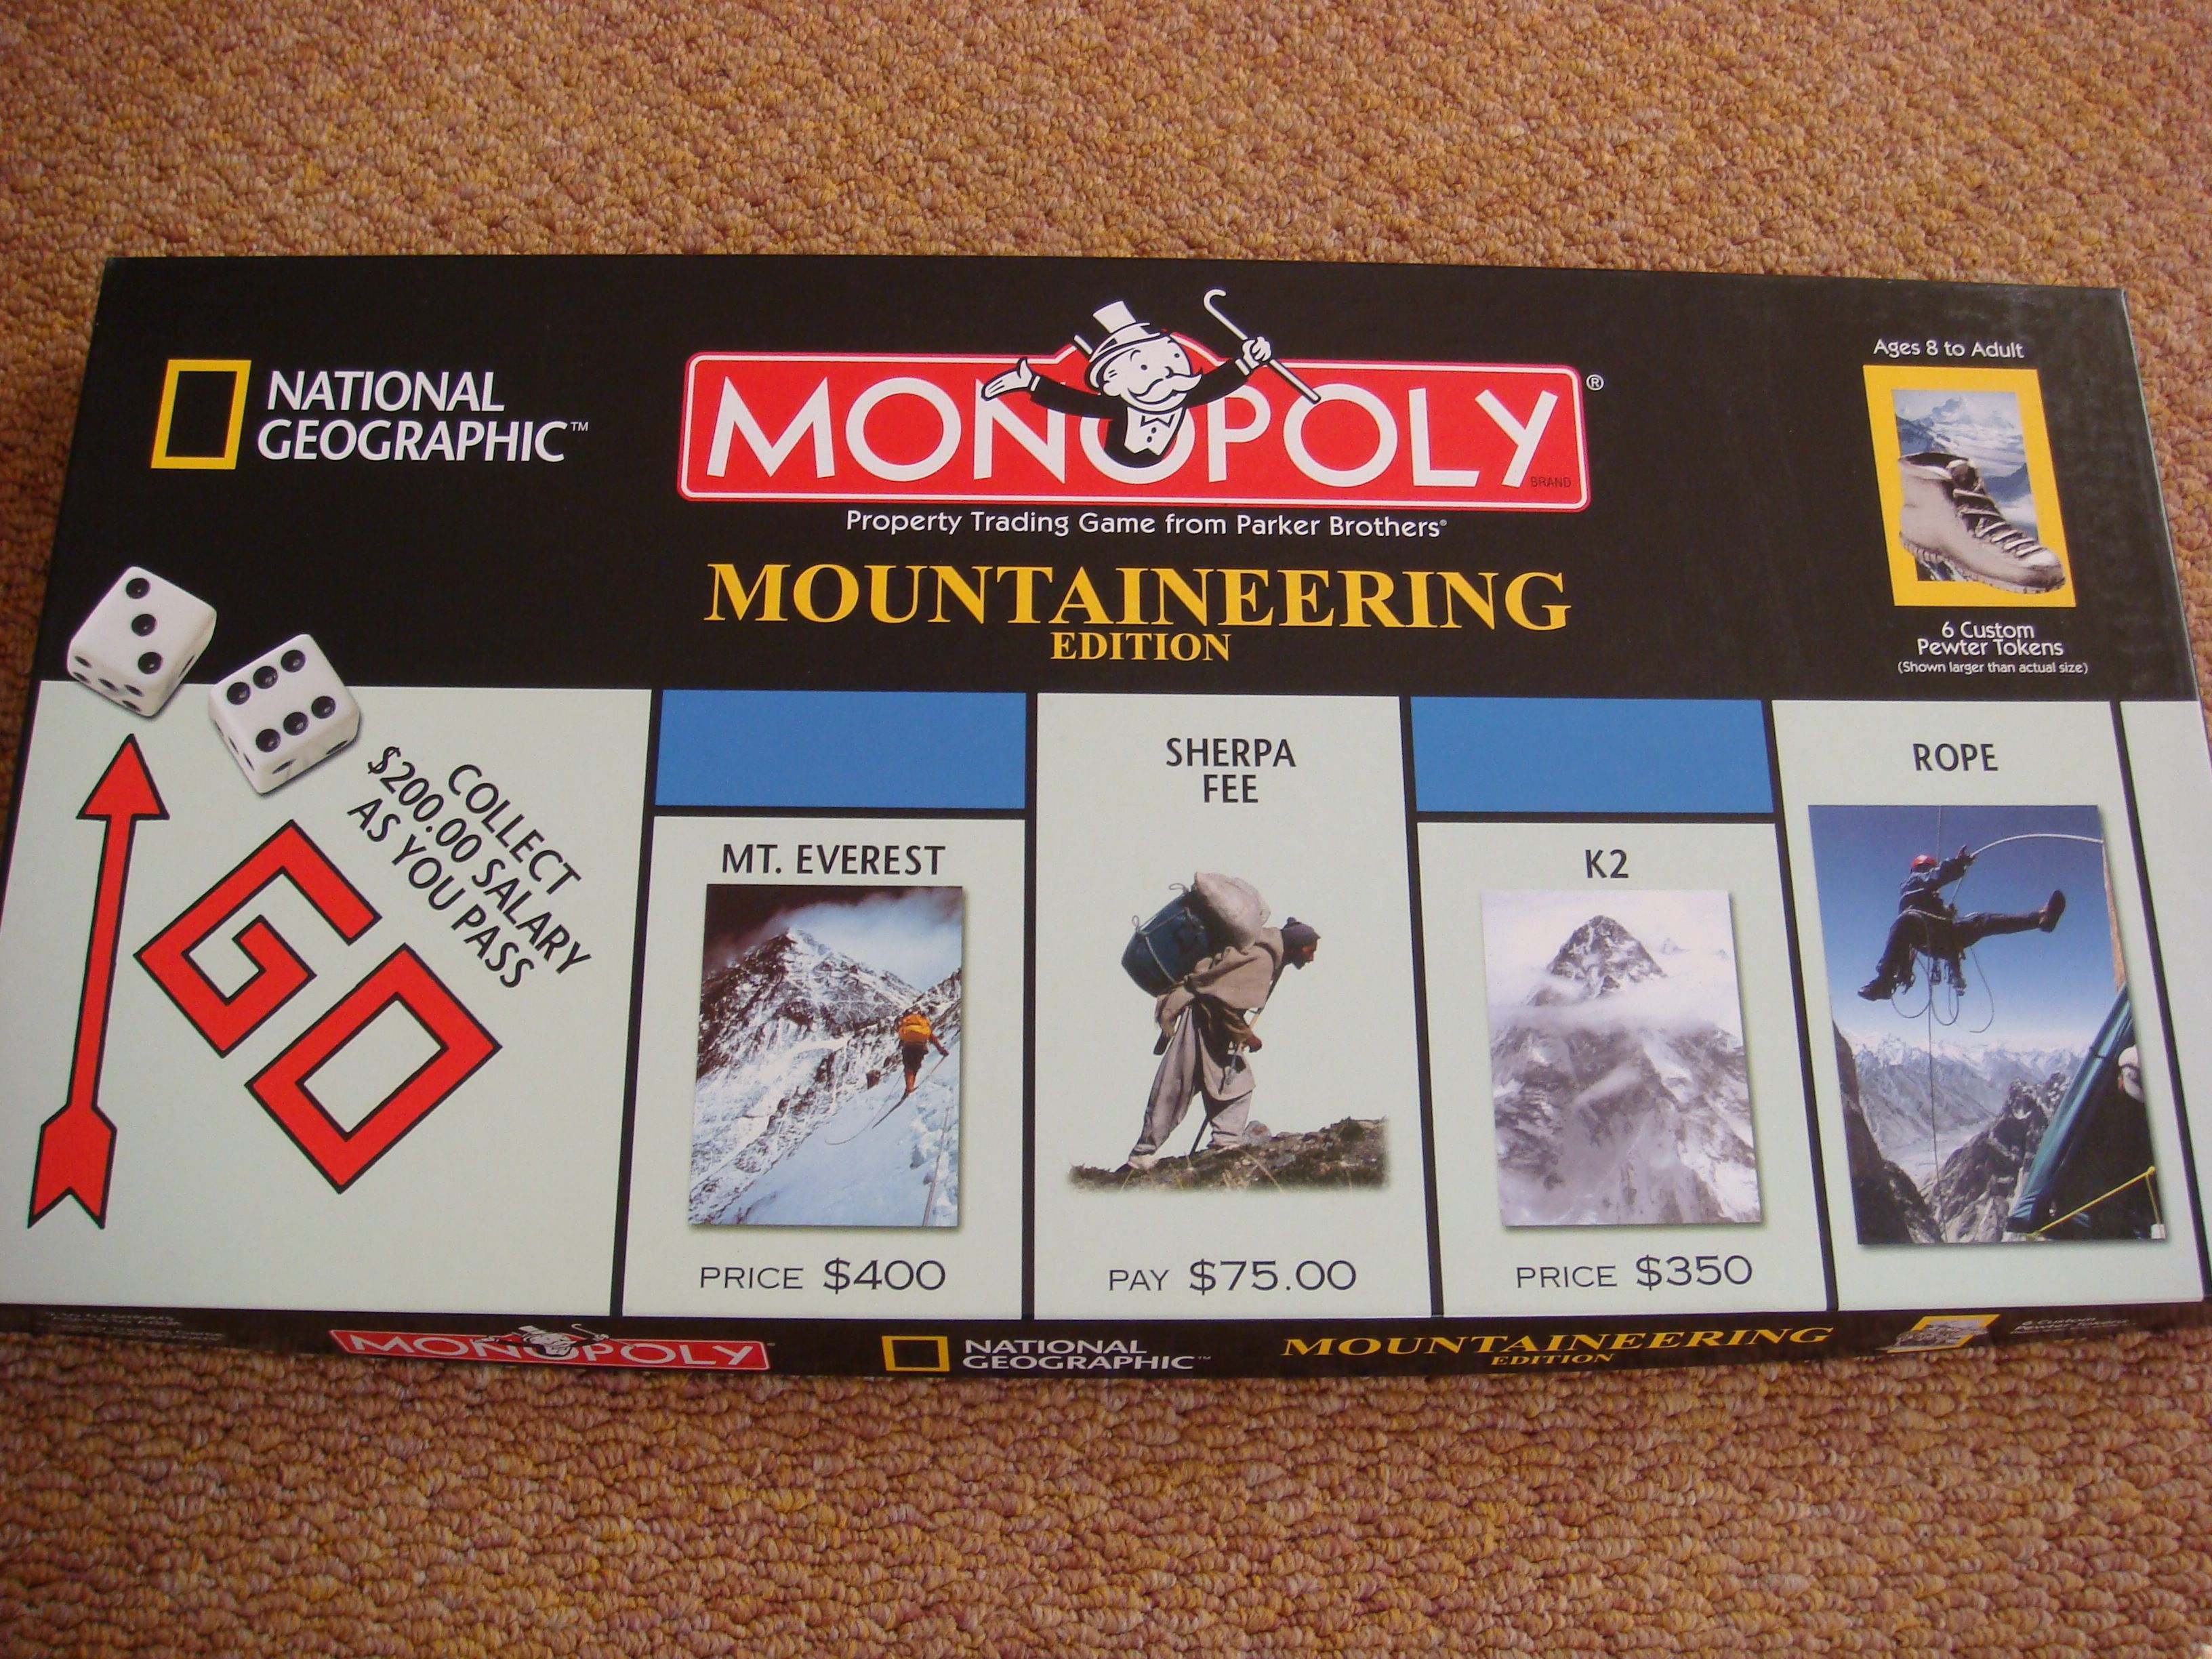 NATIONAL
GEOGRAPHIC™
MONOPOLY®
BRAND
Property Trading Game from Parker Brothers®
MOUNTAINEERING
EDITION
Ages 8 to Adult
6 Custom
Pewter Tokens
(Shown larger than actual size)
COLLECT
$200.00 SALARY
AS YOU PASS
GO
MT. EVEREST
PRICE $400
SHERPA
FEE
PAY $75.00
K2
PRICE $350
ROPE
MONOPOLY
NATIONAL
GEOGRAPHIC™
MOUNTAINEERING
EDITION